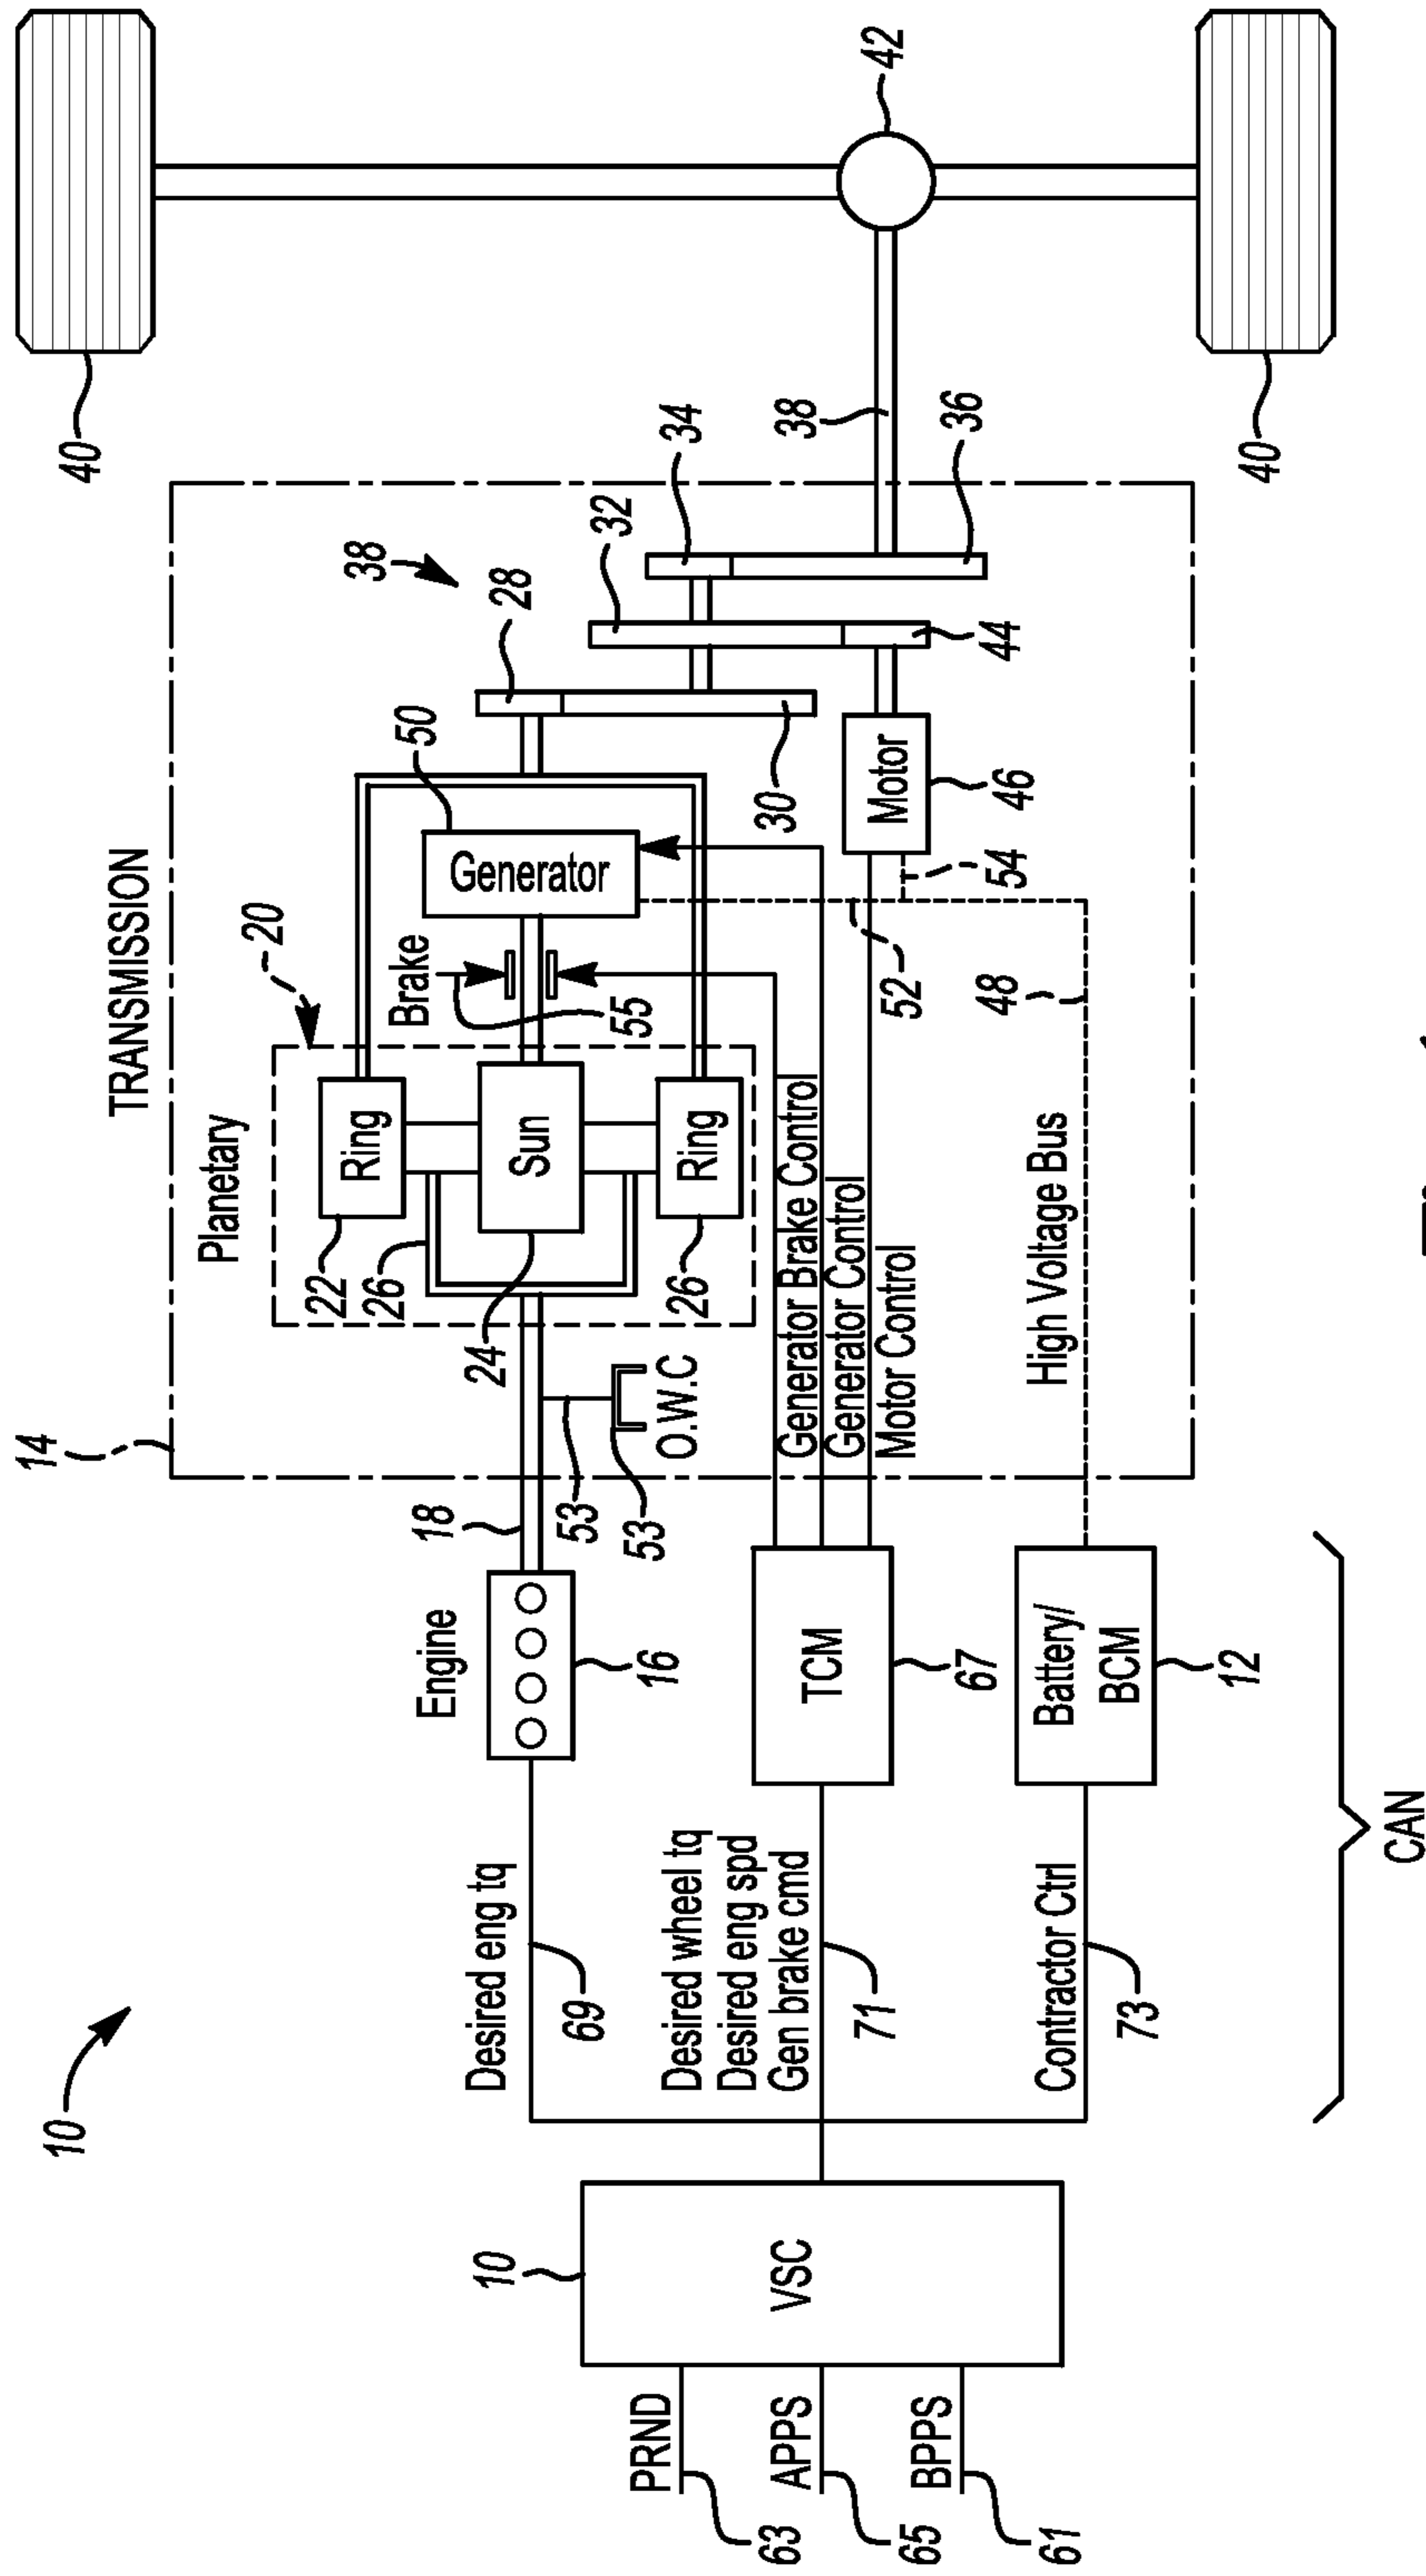 10
TRANSMISSION
40
14
Planetary
20
38
22
Ring
26
Brake
50
28
Engine
Desired eng tq
24
Sun
Generator
32
10
18
53
O.W.C
53
55
34
16
69
PRND
63
Desired wheel tq
Desired eng spd
Gen brake cmd
Ring
26
30
38
VSC
APPS
65
TCM
Generator Brake Control
Generator Control
Motor Control
Motor
42
71
67
52
36
BPPS
61
48
54
46
44
Contractor Ctrl
Battery/
BCM
High Voltage Bus
73
12
40
CAN